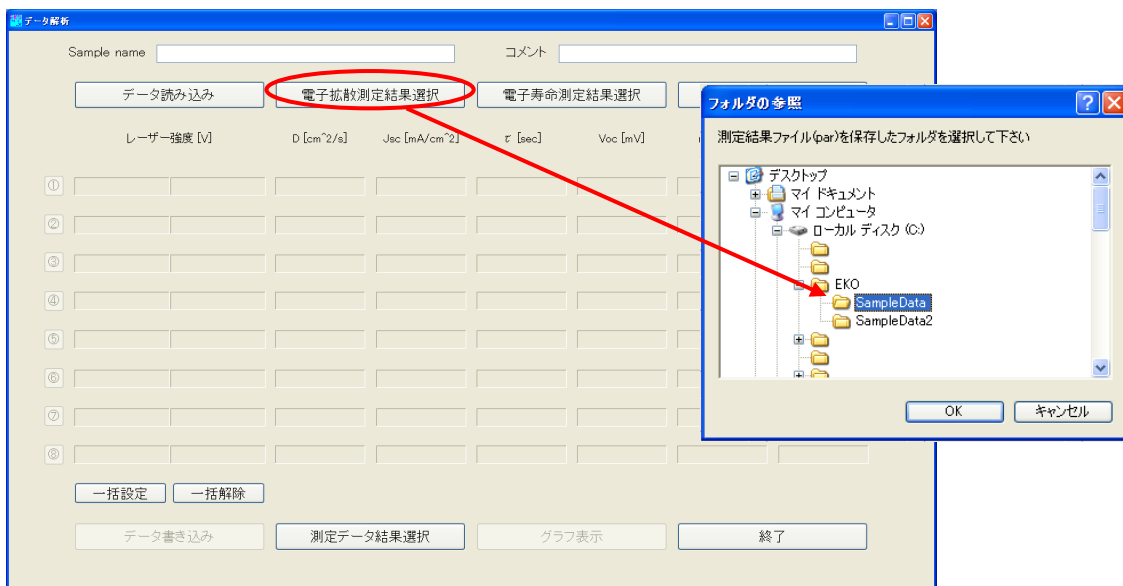 データ解析
Sample name
コメント
データ読み込み
電子拡散測定結果選択
電子寿命測定結果選択
レーザー強度 [V]
D [cm^2/s]
Jsc [mA/cm^2]
τ [sec]
Voc [mV]
①
②
③
④
⑤
⑥
⑦
⑧
一括設定
一括解除
データ書き込み
測定データ結果選択
グラフ表示
終了
フォルダの参照
測定結果ファイル(par)を保存したフォルダを選択して下さい
デスクトップ
マイ ドキュメント
マイ コンピュータ
ローカル ディスク (C:)
EKO
SampleData
SampleData2
OK
キャンセル